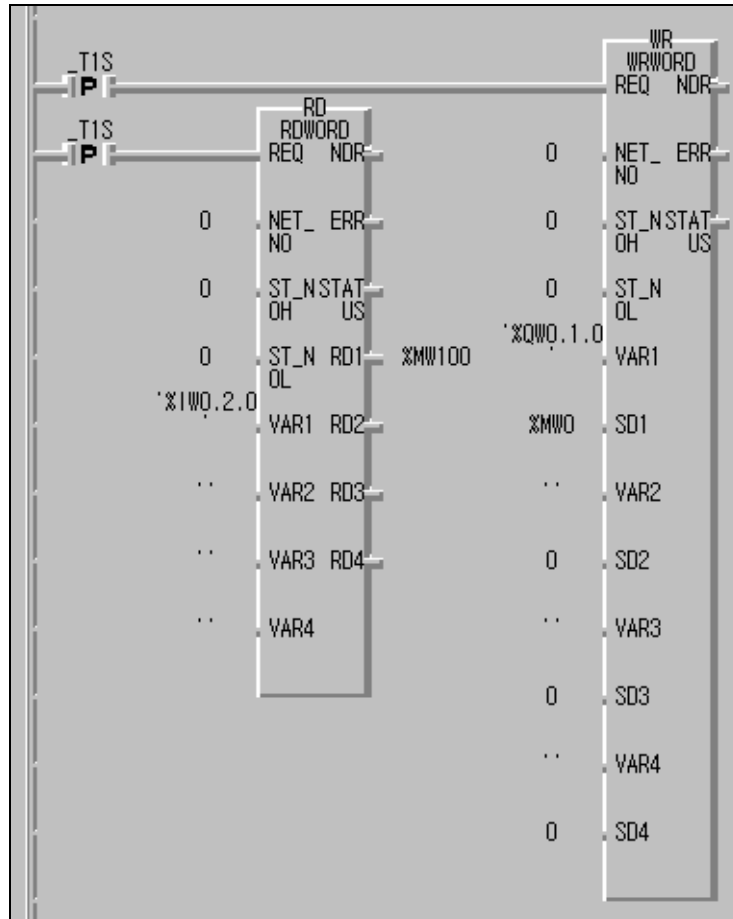 WR
_T1S WRWORD
P REQ NDR
RD
_T1S RDWORD
P REQ NDR 0 NET_ ERR
NO
0 NET_ ERR 0 ST_N STAT
NO OH US
0 ST_N STAT 0 ST_N
OH US OL
'%QW0.1.0
0 ST_N RD1 %MW100 ' VAR1
OL
'%IW0.2.0
' VAR1 RD2 %MW0 SD1
'' VAR2 RD3 '' VAR2
'' VAR3 RD4 0 SD2
'' VAR4 '' VAR3
0 SD3
'' VAR4
0 SD4